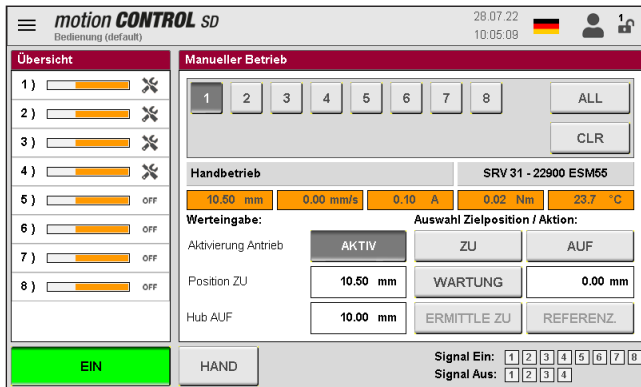 motion CONTROL SD
Bedienung (default)
28.07.22
10:05:09
1
Übersicht
1 )
2 )
3 )
4 )
5 ) OFF
6 ) OFF
7 ) OFF
8 ) OFF
Manueller Betrieb
1 2 3 4 5 6 7 8 ALL
CLR
Handbetrieb SRV 31 - 22900 ESM55
10.50 mm 0.00 mm/s 0.10 A 0.02 Nm 23.7 °C
Werteingabe: Auswahl Zielposition / Aktion:
Aktivierung Antrieb AKTIV ZU AUF
Position ZU 10.50 mm WARTUNG 0.00 mm
Hub AUF 10.00 mm ERMITTLE ZU REFERENZ.
EIN HAND
Signal Ein: 1 2 3 4 5 6 7 8
Signal Aus: 1 2 3 4